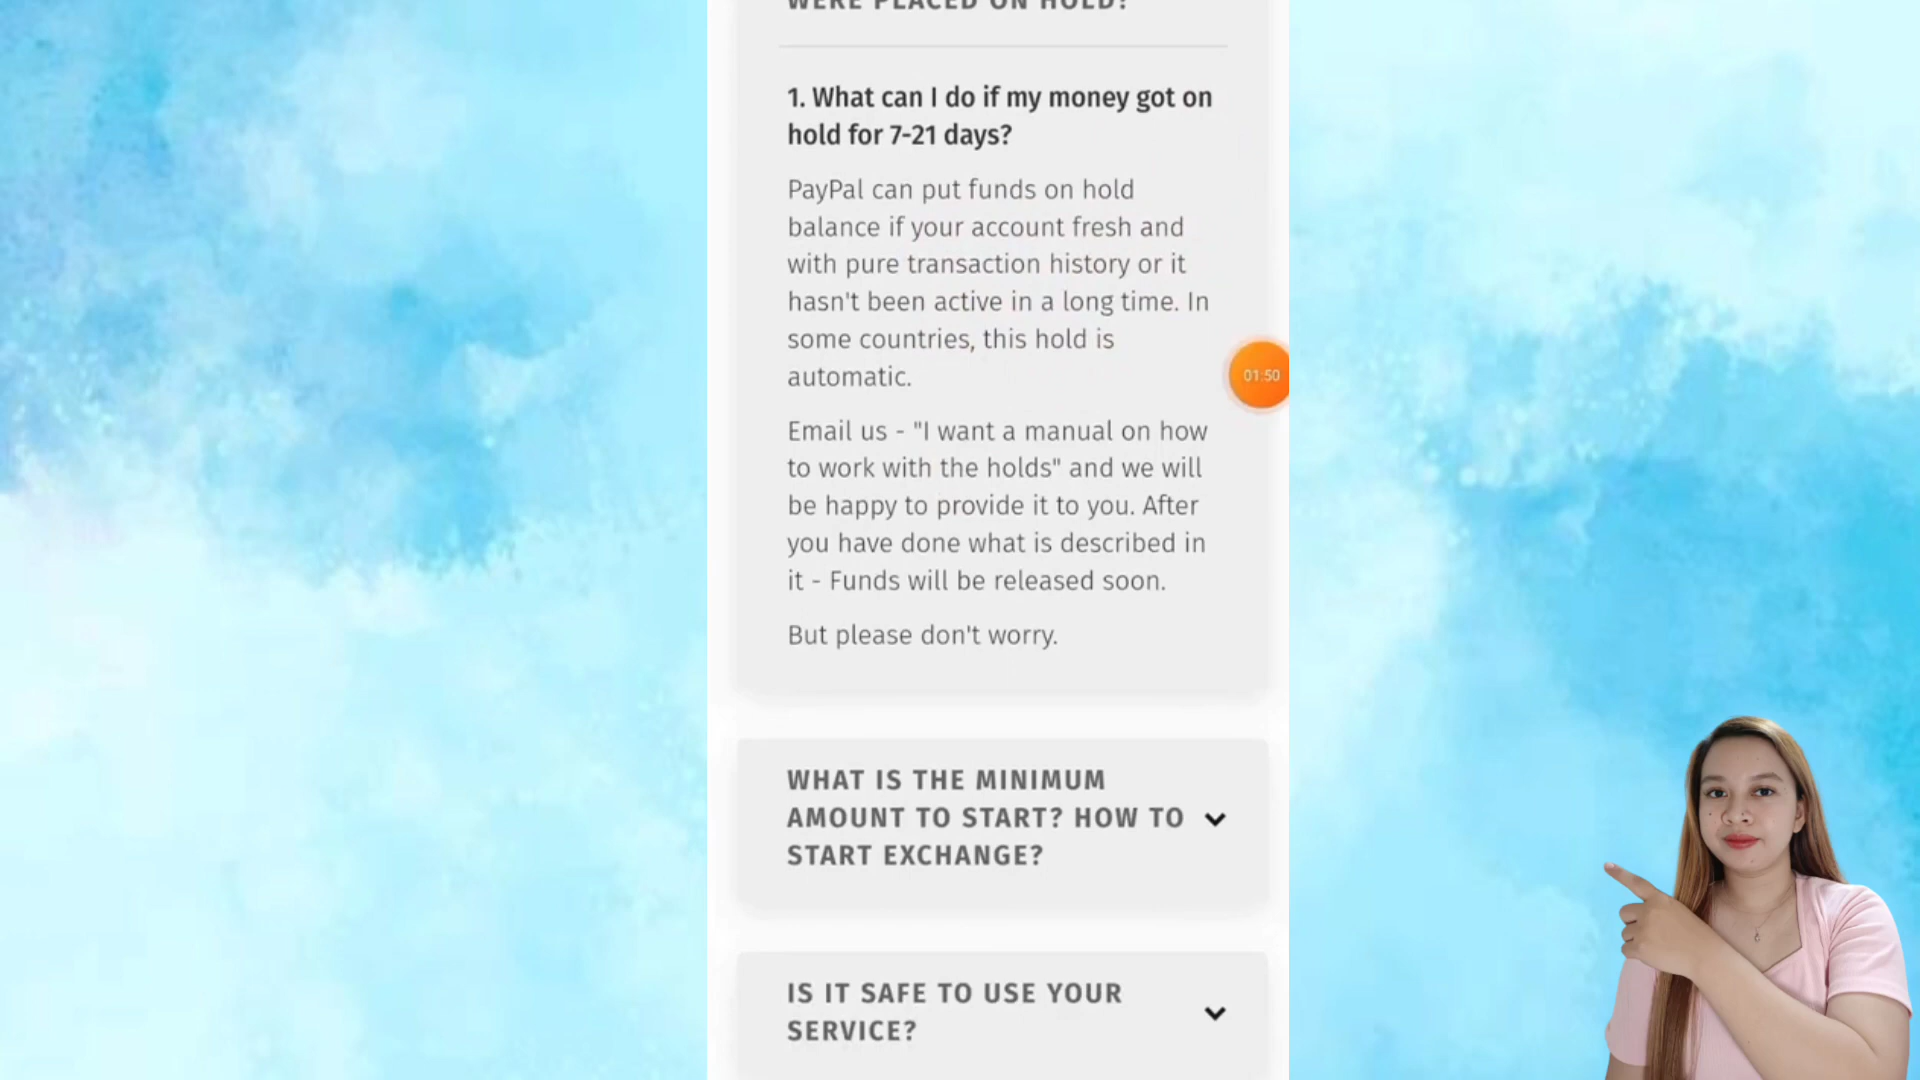 WERE PLACED ON HOLD?
1. What can I do if my money got on
hold for 7-21 days?
PayPal can put funds on hold
balance if your account fresh and
with pure transaction history or it
hasn't been active in a long time. In
some countries, this hold is
automatic.
01:50
Email us - "I want a manual on how
to work with the holds" and we will
be happy to provide it to you. After
you have done what is described in
it - Funds will be released soon.
But please don't worry.
WHAT IS THE MINIMUM
AMOUNT TO START? HOW TO
START EXCHANGE?
IS IT SAFE TO USE YOUR
SERVICE?